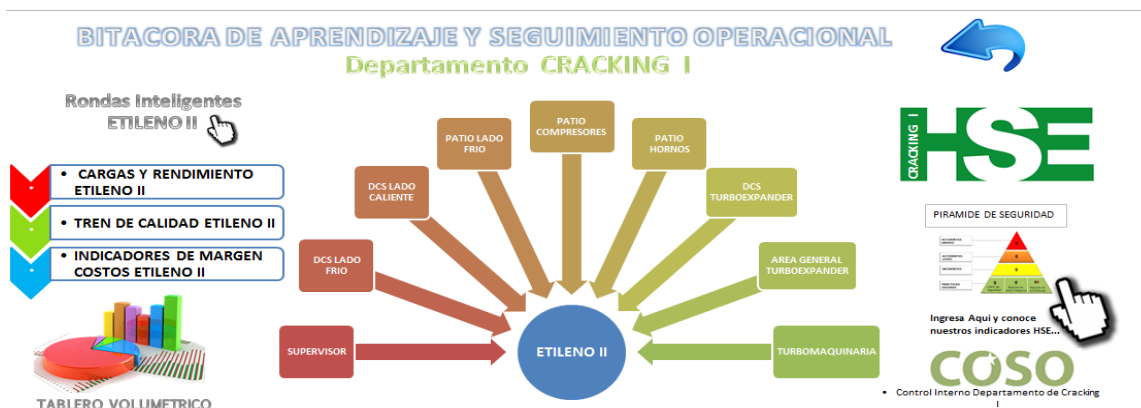 BITACORA DE APRENDIZAJE Y SEGUIMIENTO OPERACIONAL
Departamento CRACKING I
Rondas Inteligentes
ETILENO II
• CARGAS Y RENDIMIENTO
ETILENO II
• TREN DE CALIDAD ETILENO II
• INDICADORES DE MARGEN
COSTOS ETILENO II
TABLERO VOLUMETRICO
SUPERVISOR
DCS LADO
FRIO
DCS LADO
CALIENTE
PATIO LADO
FRIO
PATIO
COMPRESORES
PATIO
HORNOS
DCS
TURBOEXPANDER
AREA GENERAL
TURBOEXPANDER
TURBOMAQUINARIA
ETILENO II
CRACKING I
HSE
PIRAMIDE DE SEGURIDAD
Ingresa Aqui y conoce
nuestros indicadores HSE...
COSO
• Control Interno Departamento de Cracking
I